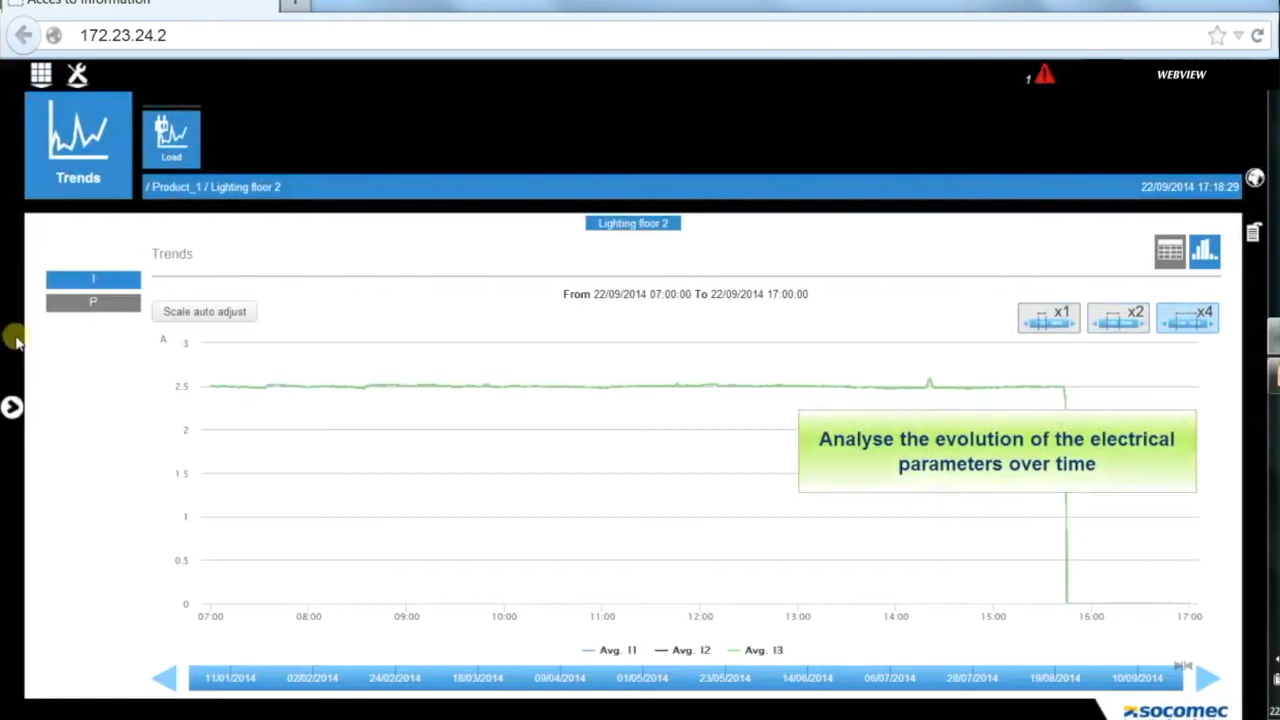 Acces to information
172.23.24.2
1
WEBVIEW
Trends
Load
/ Product_1 / Lighting floor 2
22/09/2014 17:18:29
Lighting floor 2
Trends
I
P
From 22/09/2014 07:00:00 To 22/09/2014 17:00:00
Scale auto adjust
x1
x2
x4
A
3
2.5
2
1.5
1
0.5
0
Analyse the evolution of the electrical
parameters over time
07:00 08:00 09:00 10:00 11:00 12:00 13:00 14:00 15:00 16:00 17:00
Avg. I1 Avg. I2 Avg. I3
11/01/2014 02/02/2014 24/02/2014 18/03/2014 09/04/2014 01/05/2014 23/05/2014 14/06/2014 06/07/2014 28/07/2014 19/08/2014 10/09/2014
socomec